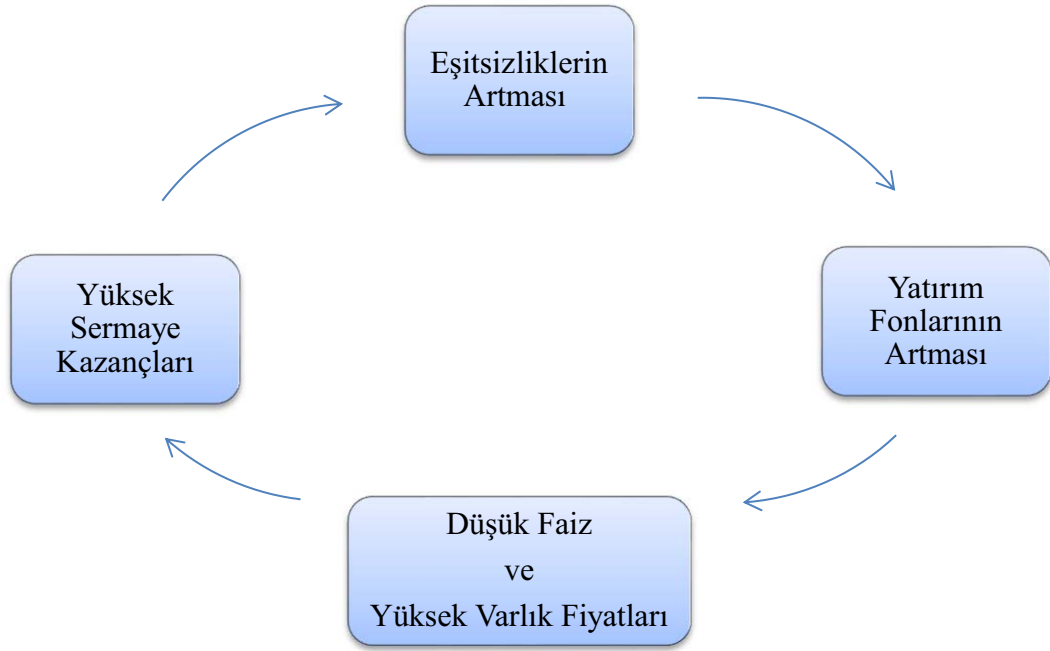 Eşitsizliklerin
Artması
Yatırım
Fonlarının
Artması
Düşük Faiz
ve
Yüksek Varlık Fiyatları
Yüksek
Sermaye
Kazançları